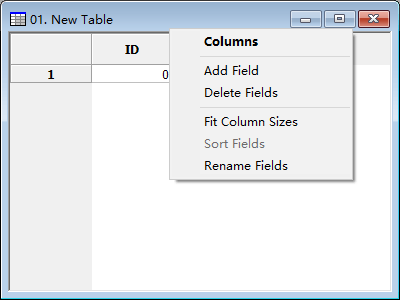 01. New Table
ID
1
0
Columns
Add Field
Delete Fields
Fit Column Sizes
Sort Fields
Rename Fields